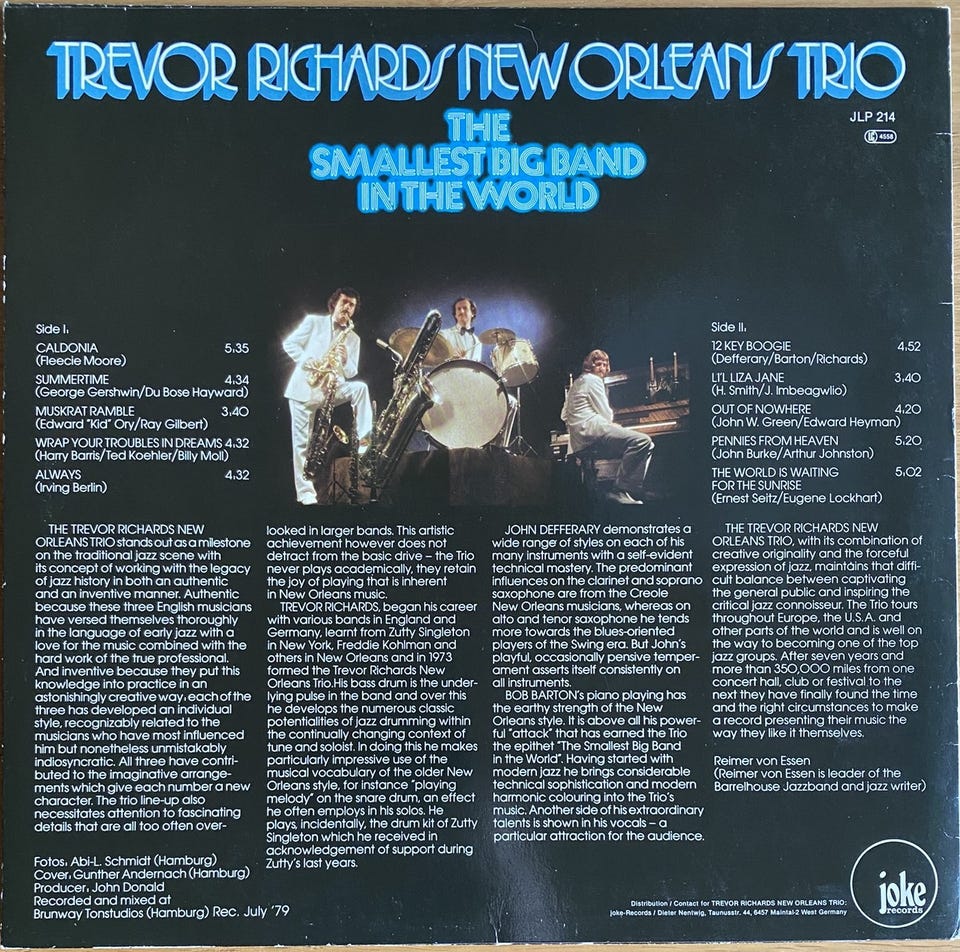 TREVOR RICHARDS NEW ORLEANS TRIO
THE
SMALLEST BIG BAND
IN THE WORLD
JLP 214
LC 4558
Side I.
CALDONIA 5.35
(Fleecie Moore)
SUMMERTIME 4.34
(George Gershwin/Du Bose Hayward)
MUSKRAT RAMBLE 3.40
(Edward "Kid" Ory/Ray Gilbert)
WRAP YOUR TROUBLES IN DREAMS 4.32
(Harry Barris/Ted Koehler/Billy Moll)
ALWAYS 4.32
(Irving Berlin)
Side II.
12 KEY BOOGIE 4.52
(Defferary/Barton/Richards)
LI'L LIZA JANE 3.40
(H. Smith/J. Imbeagwlio)
OUT OF NOWHERE 4.20
(John W. Green/Edward Heyman)
PENNIES FROM HEAVEN 5.20
(John Burke/Arthur Johnston)
THE WORLD IS WAITING 5.02
FOR THE SUNRISE
(Ernest Seitz/Eugene Lockhart)
THE TREVOR RICHARDS NEW
ORLEANS TRIO stands out as a milestone
on the traditional jazz scene with
its concept of working with the legacy
of jazz history in both an authentic
and an inventive manner. Authentic
because these three English musicians
have versed themselves thoroughly
in the language of early jazz with a
love for the music combined with the
hard work of the true professional.
And inventive because they put this
knowledge into practice in an
astonishingly creative way, each of the
three has developed an individual
style, recognizably related to the
musicians who have most influenced
him but nonetheless unmistakably
indiosyncratic. All three have contri-
buted to the imaginative arrange-
ments which give each number a new
character. The trio line-up also
necessitates attention to fascinating
details that are all too often over-
looked in larger bands. This artistic
achievement however does not
detract from the basic drive – the Trio
never plays academically, they retain
the joy of playing that is inherent
in New Orleans music.
TREVOR RICHARDS, began his career
with various bands in England and
Germany, learnt from Zutty Singleton
in New York, Freddie Kohlman and
others in New Orleans and in 1973
formed the Trevor Richards New
Orleans Trio.His bass drum is the under-
lying pulse in the band and over this
he develops the numerous classic
potentialities of jazz drumming within
the continually changing context of
tune and soloist. In doing this he makes
particularly impressive use of the
musical vocabulary of the older New
Orleans style, for instance "playing
melody" on the snare drum, an effect
he often employs in his solos. He
plays, incidentally, the drum kit of Zutty
Singleton which he received in
acknowledgement of support during
Zutty's last years.
JOHN DEFFERARY demonstrates a
wide range of styles on each of his
many instruments with a self-evident
technical mastery. The predominant
influences on the clarinet and soprano
saxophone are from the Creole
New Orleans musicians, whereas on
alto and tenor saxophone he tends
more towards the blues-oriented
players of the Swing era. But John's
playful, occasionally pensive temper-
ament asserts itself consistently on
all instruments.
BOB BARTON's piano playing has
the earthy strength of the New
Orleans style. It is above all his power-
ful "attack" that has earned the Trio
the epithet "The Smallest Big Band
in the World". Having started with
modern jazz he brings considerable
technical sophistication and modern
harmonic colouring into the Trio's
music. Another side of his extraordinary
talents is shown in his vocals – a
particular attraction for the audience.
THE TREVOR RICHARDS NEW
ORLEANS TRIO, with its combination of
creative originality and the forceful
expression of jazz, maintains that diffi-
cult balance between captivating
the general public and inspiring the
critical jazz connoisseur. The Trio tours
throughout Europe, the U.S.A. and
other parts of the world and is well on
the way to becoming one of the top
jazz groups. After seven years and
more than 350,000 miles from one
concert hall, club or festival to the
next they have finally found the time
and the right circumstances to make
a record presenting their music the
way they like it themselves.
Reimer von Essen
(Reimer von Essen is leader of the
Barrelhouse Jazzband and jazz writer)
Fotos: Abi-L. Schmidt (Hamburg)
Cover: Gunther Andernach (Hamburg)
Producer: John Donald
Recorded and mixed at
Brunway Tonstudios (Hamburg) Rec. July '79
Distribution / Contact for TREVOR RICHARDS NEW ORLEANS TRIO:
joke-Records / Dieter Nentwig, Taunusstr. 44, 6457 Maintal-2 West Germany
joke
records